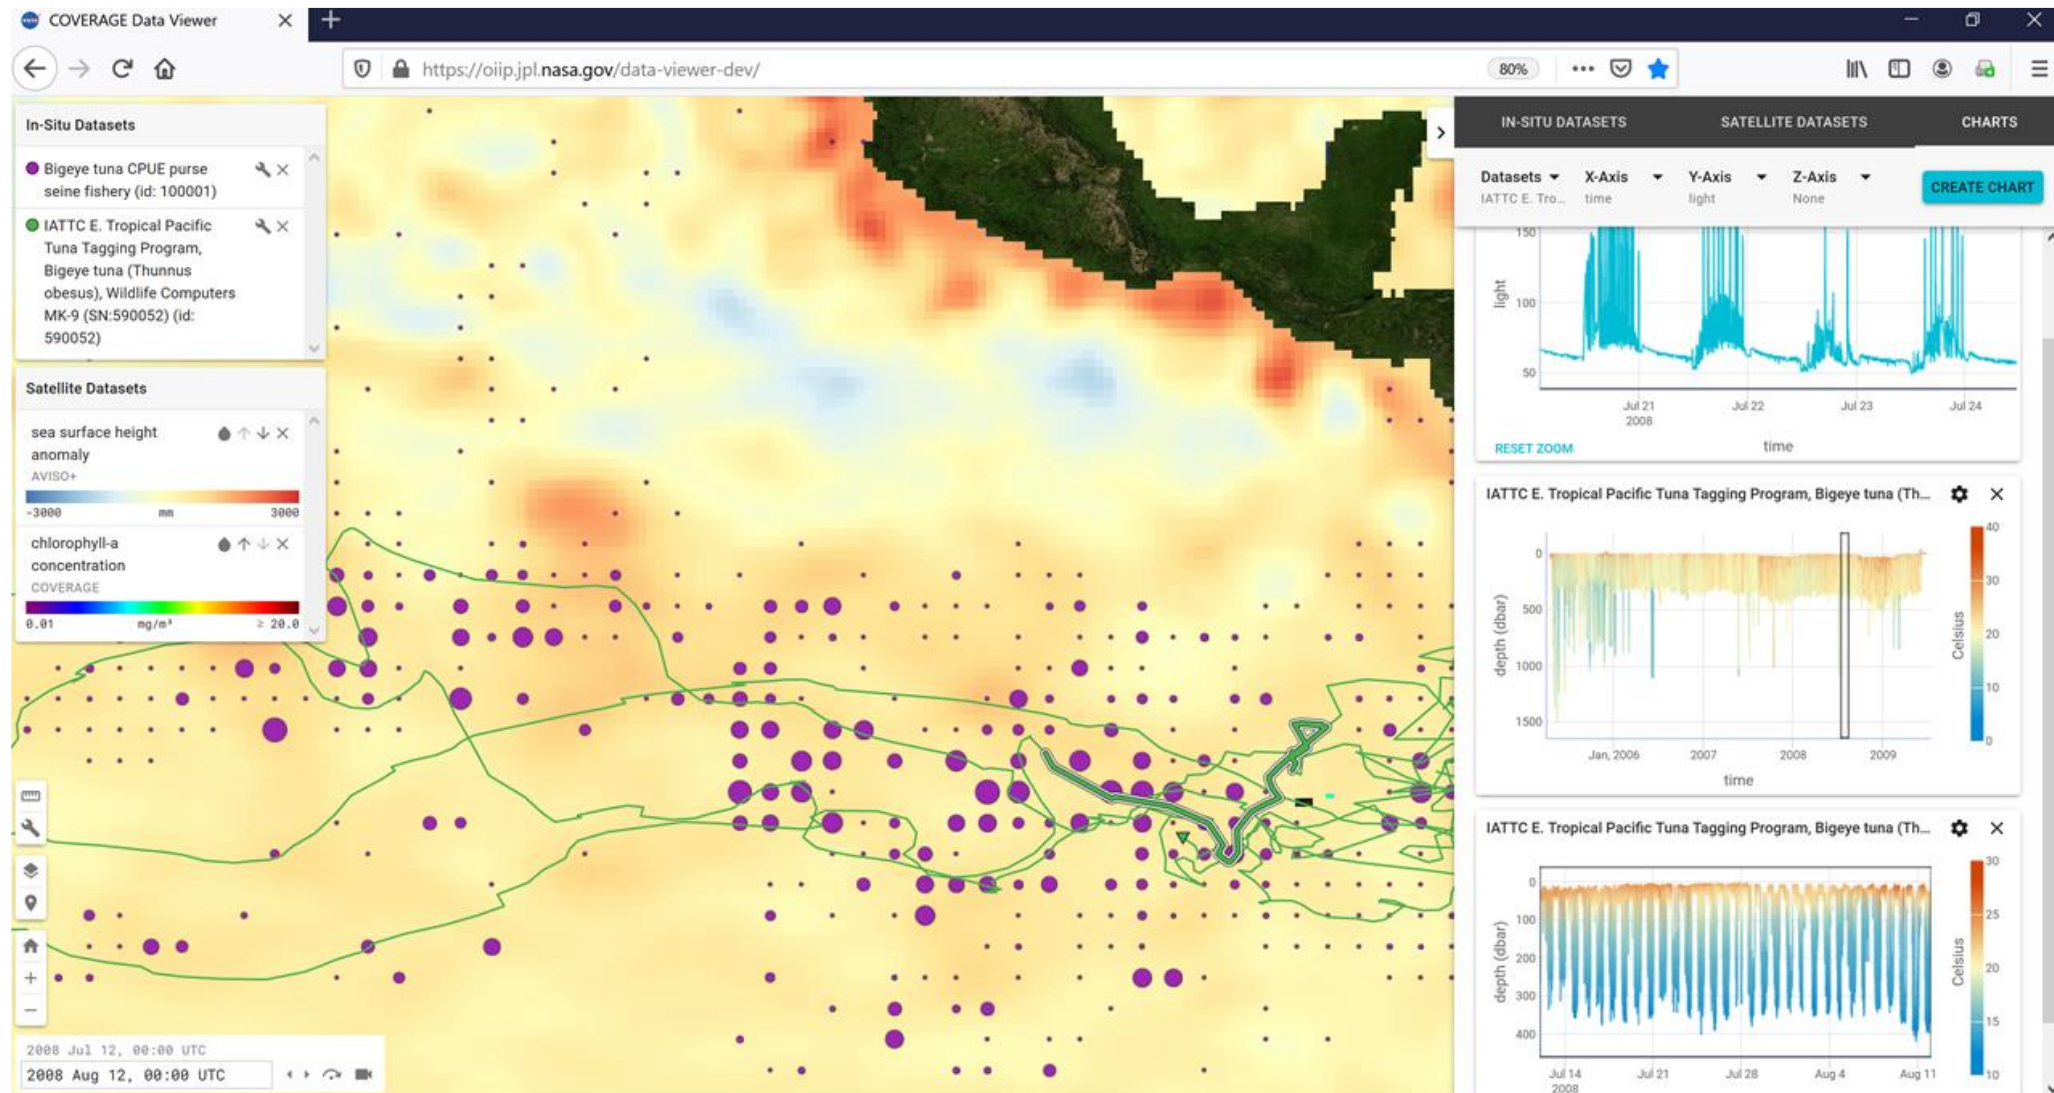 COVERAGE Data Viewer
https://oiip.jpl.nasa.gov/data-viewer-dev/
80%
In-Situ Datasets
Bigeye tuna CPUE purse
seine fishery (id: 100001)
IATTC E. Tropical Pacific
Tuna Tagging Program,
Bigeye tuna (Thunnus
obesus), Wildlife Computers
MK-9 (SN:590052) (id:
590052)
Satellite Datasets
sea surface height
anomaly
AVISO+
-3000 mm 3000
chlorophyll-a
concentration
COVERAGE
0.01 mg/m³ ≥ 20.0
2008 Jul 12, 00:00 UTC
2008 Aug 12, 00:00 UTC
IN-SITU DATASETS SATELLITE DATASETS CHARTS
Datasets X-Axis Y-Axis Z-Axis
IATTC E. Tro... time light None
CREATE CHART
150
100
50
light
Jul 21 Jul 22 Jul 23 Jul 24
2008
time
RESET ZOOM
IATTC E. Tropical Pacific Tuna Tagging Program, Bigeye tuna (Th...
0
500
1000
1500
depth (dbar)
Jan, 2006 2007 2008 2009
time
40
30
20
10
0
Celsius
IATTC E. Tropical Pacific Tuna Tagging Program, Bigeye tuna (Th...
0
100
200
300
400
depth (dbar)
Jul 14 Jul 21 Jul 28 Aug 4 Aug 11
2008
30
25
20
15
10
Celsius